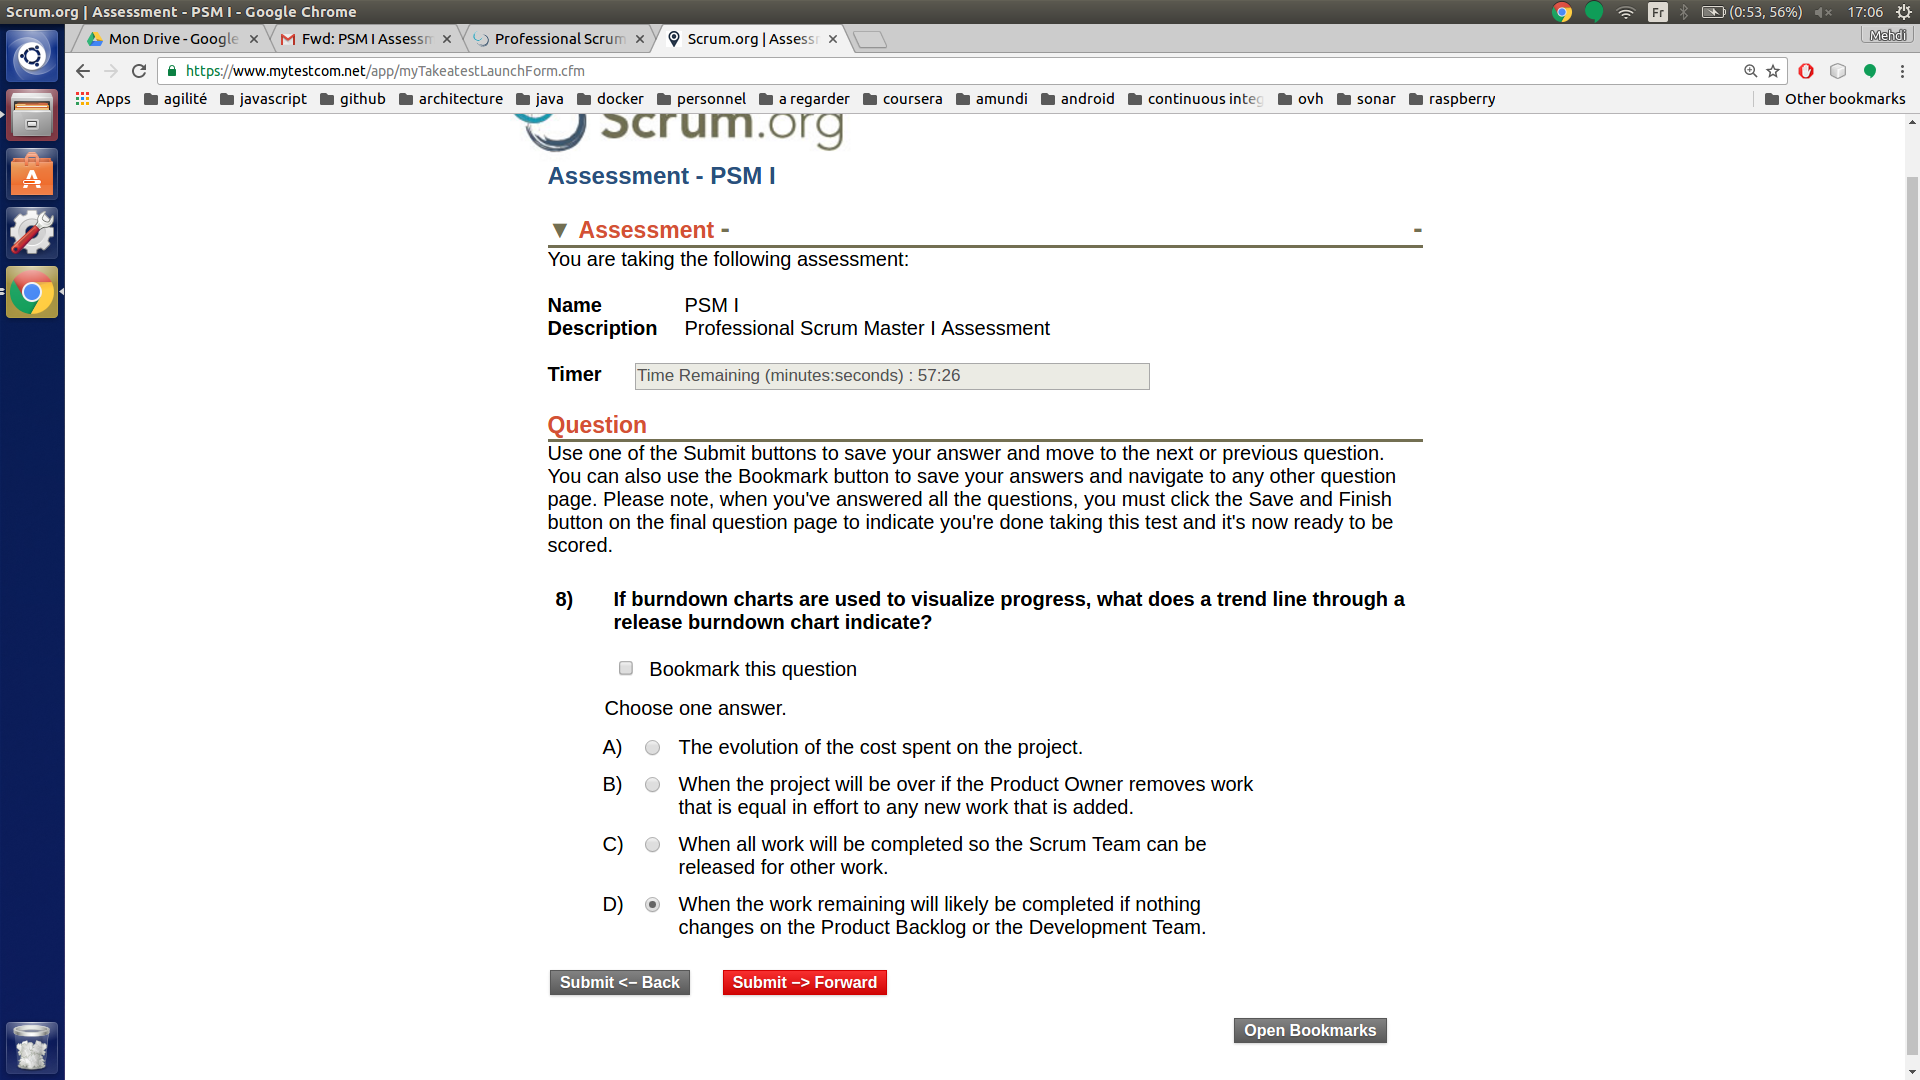 Scrum.org | Assessment - PSM I - Google Chrome
Fr
(0:53, 56%)
17:06
Mon Drive - Google
Fwd: PSM I Assessm
Professional Scrum
Scrum.org | Assess
Mehdi
https://www.mytestcom.net/app/myTakeatestLaunchForm.cfm
Apps agilité javascript github architecture java docker personnel a regarder coursera amundi android continuous integ ovh sonar raspberry Other bookmarks
Scrum.org
Assessment - PSM I
▼ Assessment - -
You are taking the following assessment:
Name PSM I
Description Professional Scrum Master I Assessment
Timer Time Remaining (minutes:seconds) : 57:26
Question
Use one of the Submit buttons to save your answer and move to the next or previous question.
You can also use the Bookmark button to save your answers and navigate to any other question
page. Please note, when you've answered all the questions, you must click the Save and Finish
button on the final question page to indicate you're done taking this test and it's now ready to be
scored.
8) If burndown charts are used to visualize progress, what does a trend line through a
release burndown chart indicate?
Bookmark this question
Choose one answer.
A) The evolution of the cost spent on the project.
B) When the project will be over if the Product Owner removes work
that is equal in effort to any new work that is added.
C) When all work will be completed so the Scrum Team can be
released for other work.
D) When the work remaining will likely be completed if nothing
changes on the Product Backlog or the Development Team.
Submit <– Back Submit –> Forward
Open Bookmarks